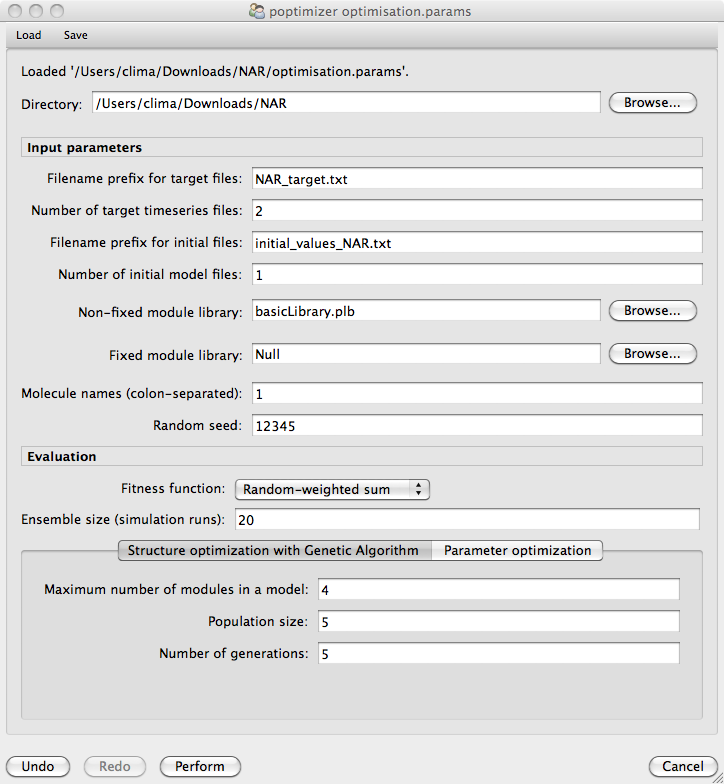 poptimizer optimisation.params
Load Save
Loaded '/Users/clima/Downloads/NAR/optimisation.params'.
Directory: /Users/clima/Downloads/NAR Browse...
Input parameters
Filename prefix for target files: NAR_target.txt
Number of target timeseries files: 2
Filename prefix for initial files: initial_values_NAR.txt
Number of initial model files: 1
Non-fixed module library: basicLibrary.plb Browse...
Fixed module library: Null Browse...
Molecule names (colon-separated): 1
Random seed: 12345
Evaluation
Fitness function: Random-weighted sum
Ensemble size (simulation runs): 20
Structure optimization with Genetic Algorithm Parameter optimization
Maximum number of modules in a model: 4
Population size: 5
Number of generations: 5
Undo Redo Perform Cancel